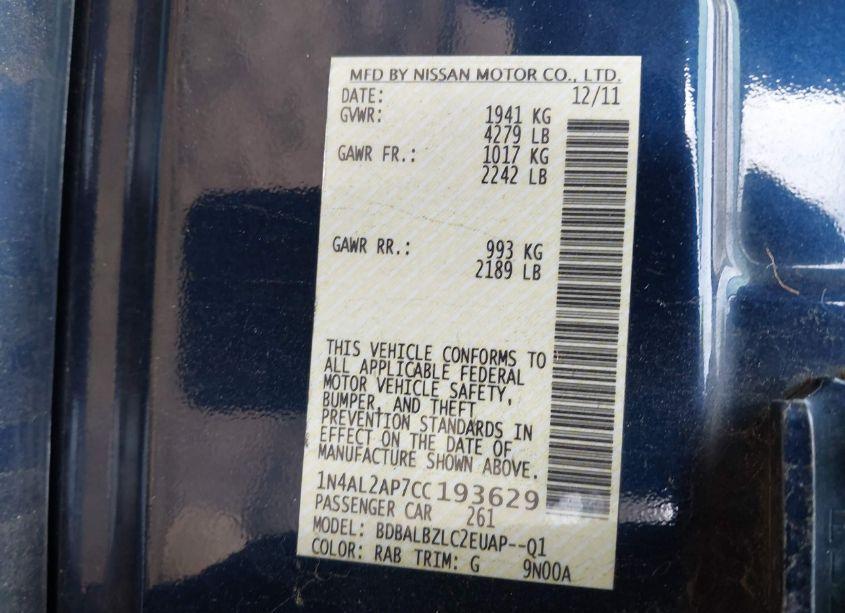 MFD BY NISSAN MOTOR CO., LTD.
DATE: 12/11
GVWR: 1941 KG
4279 LB
GAWR FR.: 1017 KG
2242 LB
GAWR RR.: 993 KG
2189 LB
THIS VEHICLE CONFORMS TO
ALL APPLICABLE FEDERAL
MOTOR VEHICLE SAFETY,
BUMPER, AND THEFT
PREVENTION STANDARDS IN
EFFECT ON THE DATE OF
MANUFACTURE SHOWN ABOVE.
1N4AL2AP7CC193629
PASSENGER CAR 261
MODEL: BDBALBZLC2EUAP--Q1
COLOR: RAB TRIM: G 9N00A